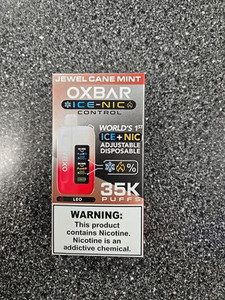 JEWEL CANE MINT
OXBAR
ICE-NIC
CONTROL
WORLD'S 1ST
ICE+NIC
ADJUSTABLE
DISPOSABLE
%
35K
PUFFS
LEO
WARNING:
This product
contains Nicotine.
Nicotine is an
addictive chemical.